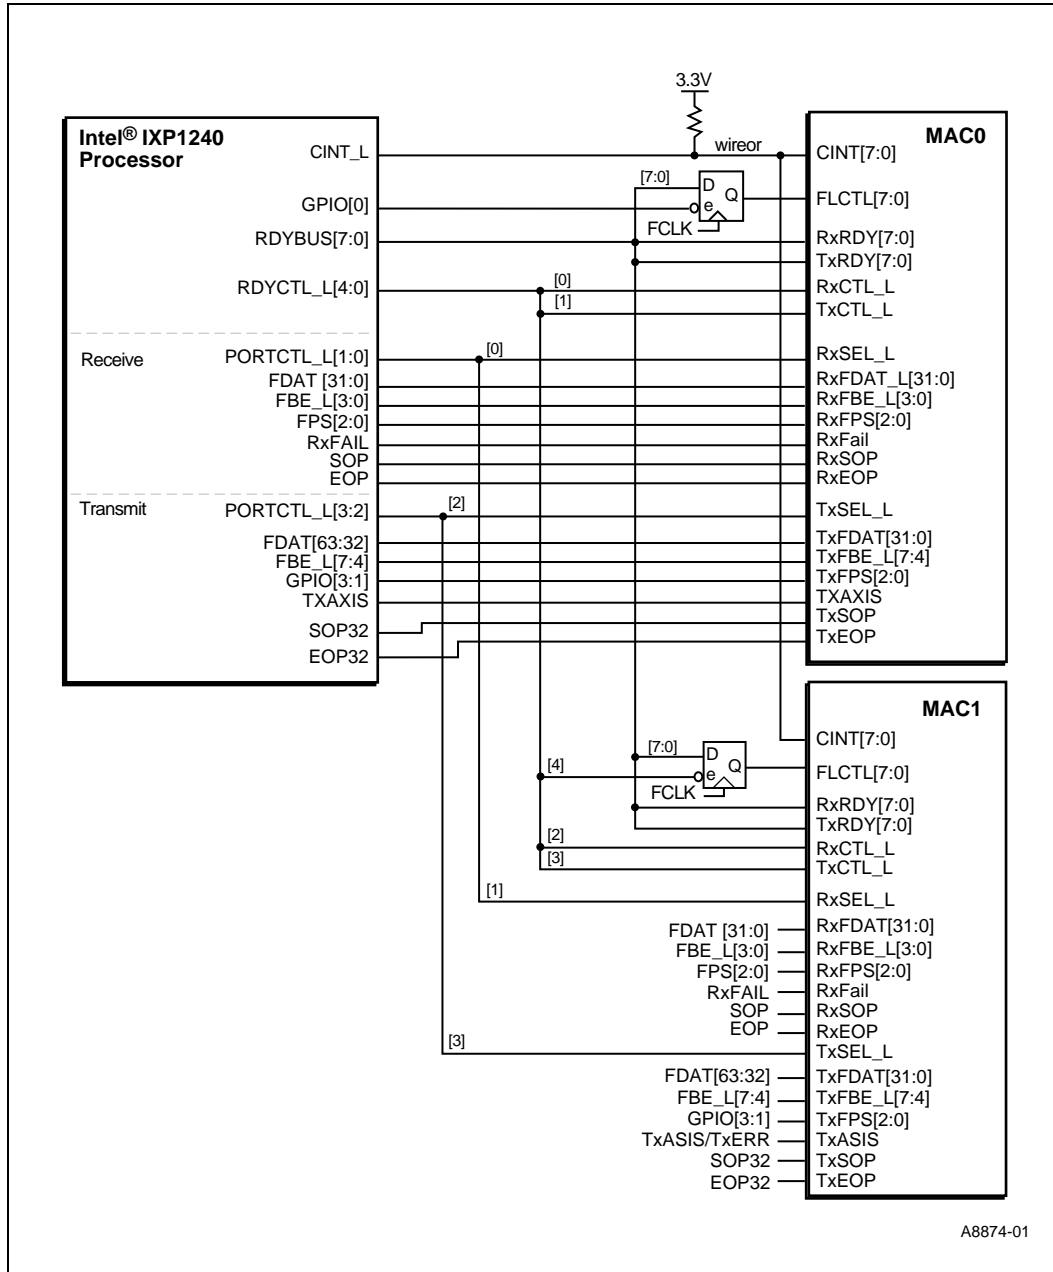 3.3V
Intel® IXP1240
Processor
MAC0
CINT_L
wireor
CINT[7:0]
[7:0]
D
Q
e
GPIO[0]
FLCTL[7:0]
FCLK
RDYBUS[7:0]
RxRDY[7:0]
TxRDY[7:0]
RDYCTL_L[4:0]
[0]
RxCTL_L
[1]
TxCTL_L
Receive
PORTCTL_L[1:0]
[0]
RxSEL_L
FDAT [31:0]
RxFDAT_L[31:0]
FBE_L[3:0]
RxFBE_L[3:0]
FPS[2:0]
RxFPS[2:0]
RxFAIL
RxFail
SOP
RxSOP
EOP
RxEOP
Transmit
PORTCTL_L[3:2]
[2]
TxSEL_L
FDAT[63:32]
TxFDAT[31:0]
FBE_L[7:4]
TxFBE_L[7:4]
GPIO[3:1]
TxFPS[2:0]
TXAXIS
TXAXIS
SOP32
TxSOP
EOP32
TxEOP
MAC1
CINT[7:0]
[7:0]
D
Q
e
[4]
FLCTL[7:0]
FCLK
RxRDY[7:0]
TxRDY[7:0]
[2]
RxCTL_L
[3]
TxCTL_L
[1]
RxSEL_L
FDAT [31:0]
RxFDAT[31:0]
FBE_L[3:0]
RxFBE_L[3:0]
FPS[2:0]
RxFPS[2:0]
RxFAIL
RxFail
SOP
RxSOP
EOP
RxEOP
[3]
TxSEL_L
FDAT[63:32]
TxFDAT[31:0]
FBE_L[7:4]
TxFBE_L[7:4]
GPIO[3:1]
TxFPS[2:0]
TxASIS/TxERR
TxASIS
SOP32
TxSOP
EOP32
TxEOP
A8874-01